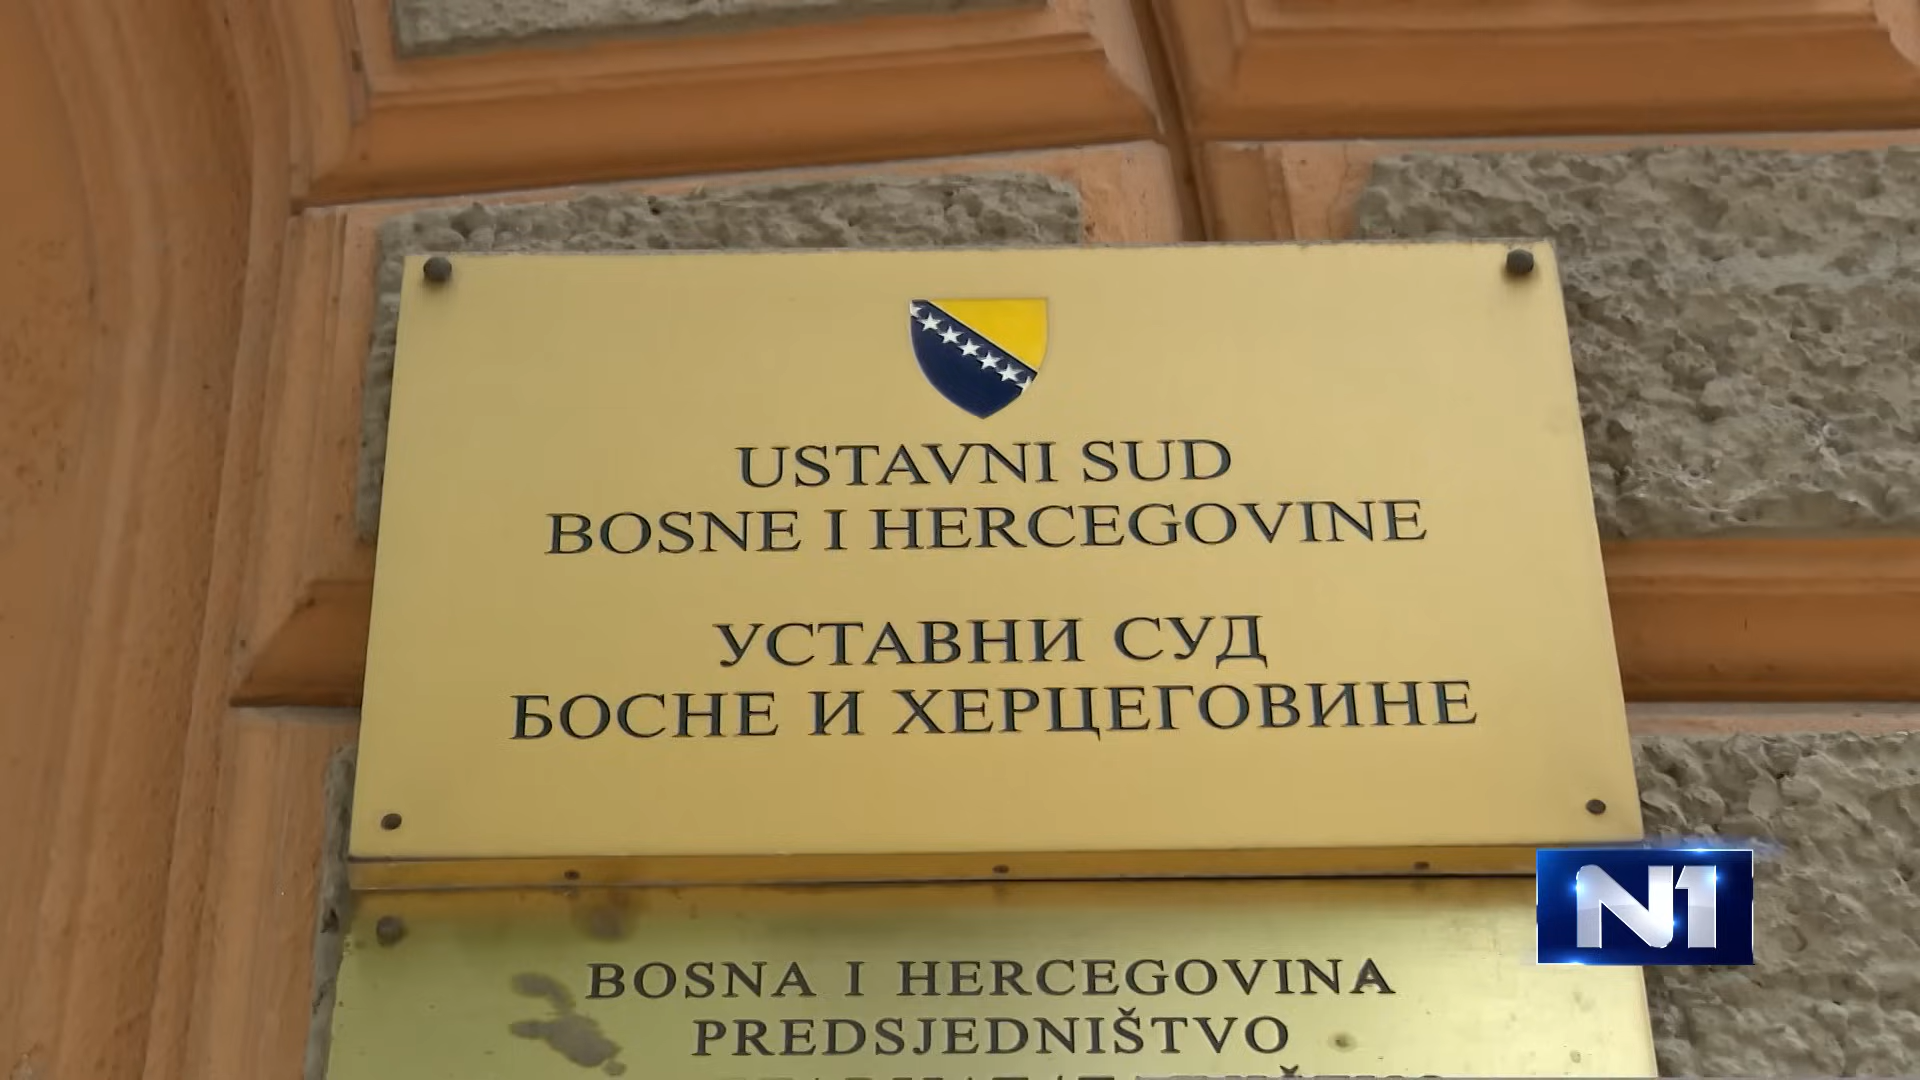 USTAVNI SUD
BOSNE I HERCEGOVINE
УСТАВНИ СУД
БОСНЕ И ХЕРЦЕГОВИНЕ
N1
BOSNA I HERCEGOVINA
PREDSJEDNIŠTVO